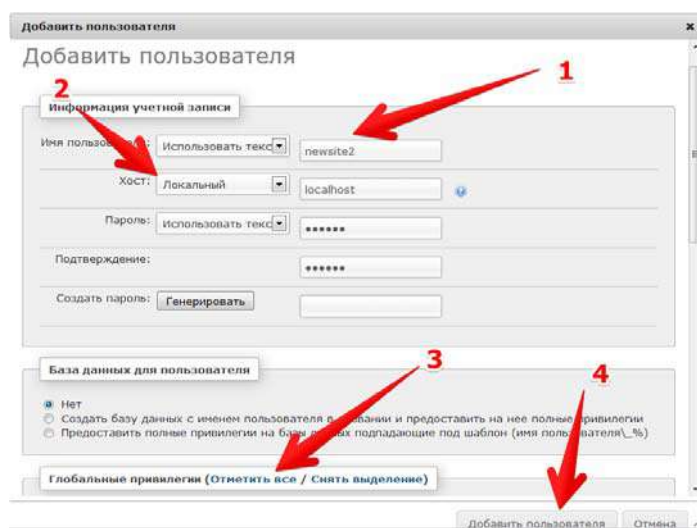 Добавить пользователя
Добавить пользователя
1
2
Информация учетной записи
Имя Использовать текс newsite2
Хост: Локальный localhost
Пароль: Использовать текс ••••••
Подтверждение: ••••••
Создать пароль: Генерировать
3
База данных для пользователя
4
Нет
Создать базу данных с именем пользователя в и предоставить на нее полные привилегии
Предоставить полные привилегии на базы подпадающие под шаблон (имя пользователя\_%)
Глобальные привилегии (Отметить все / Снять выделение)
Добавить пользователя Отмена